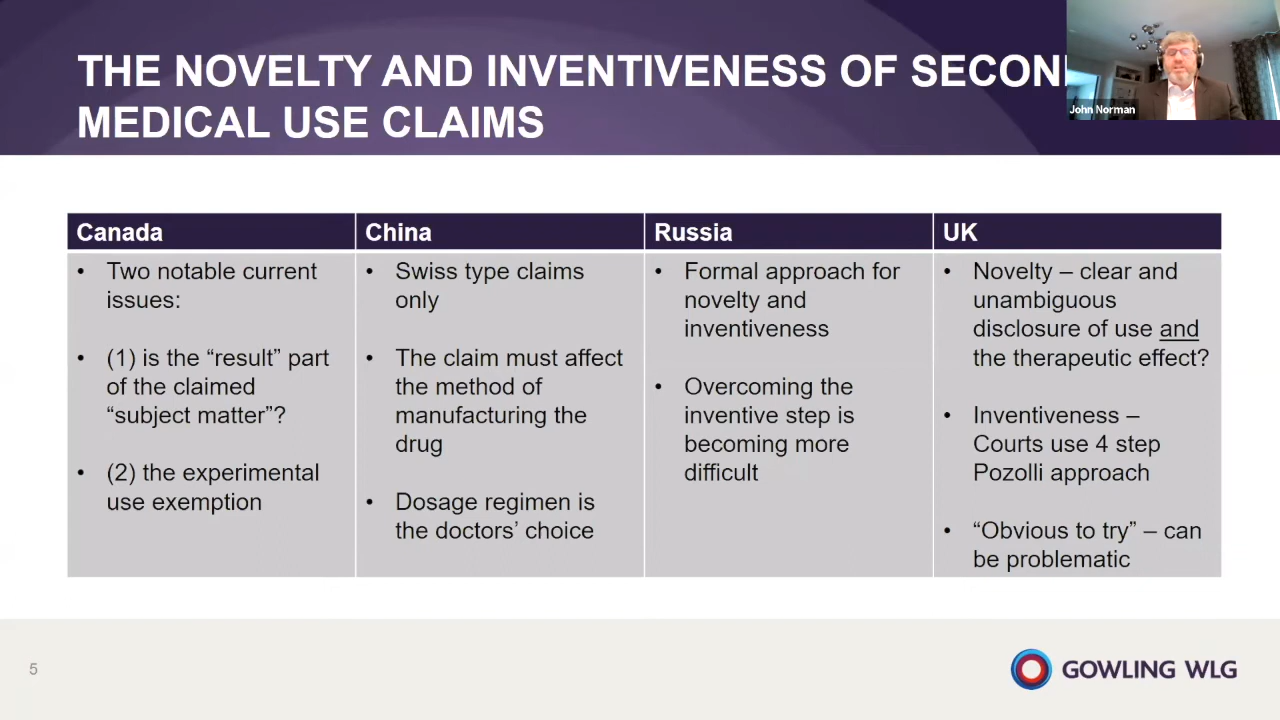 THE NOVELTY AND INVENTIVENESS OF SECON
MEDICAL USE CLAIMS
John Norman
Canada
• Two notable current
issues:
• (1) is the “result” part
of the claimed
“subject matter”?
• (2) the experimental
use exemption
China
• Swiss type claims
only
• The claim must affect
the method of
manufacturing the
drug
• Dosage regimen is
the doctors’ choice
Russia
• Formal approach for
novelty and
inventiveness
• Overcoming the
inventive step is
becoming more
difficult
UK
• Novelty – clear and
unambiguous
disclosure of use and
the therapeutic effect?
• Inventiveness –
Courts use 4 step
Pozolli approach
• “Obvious to try” – can
be problematic
5
GOWLING WLG